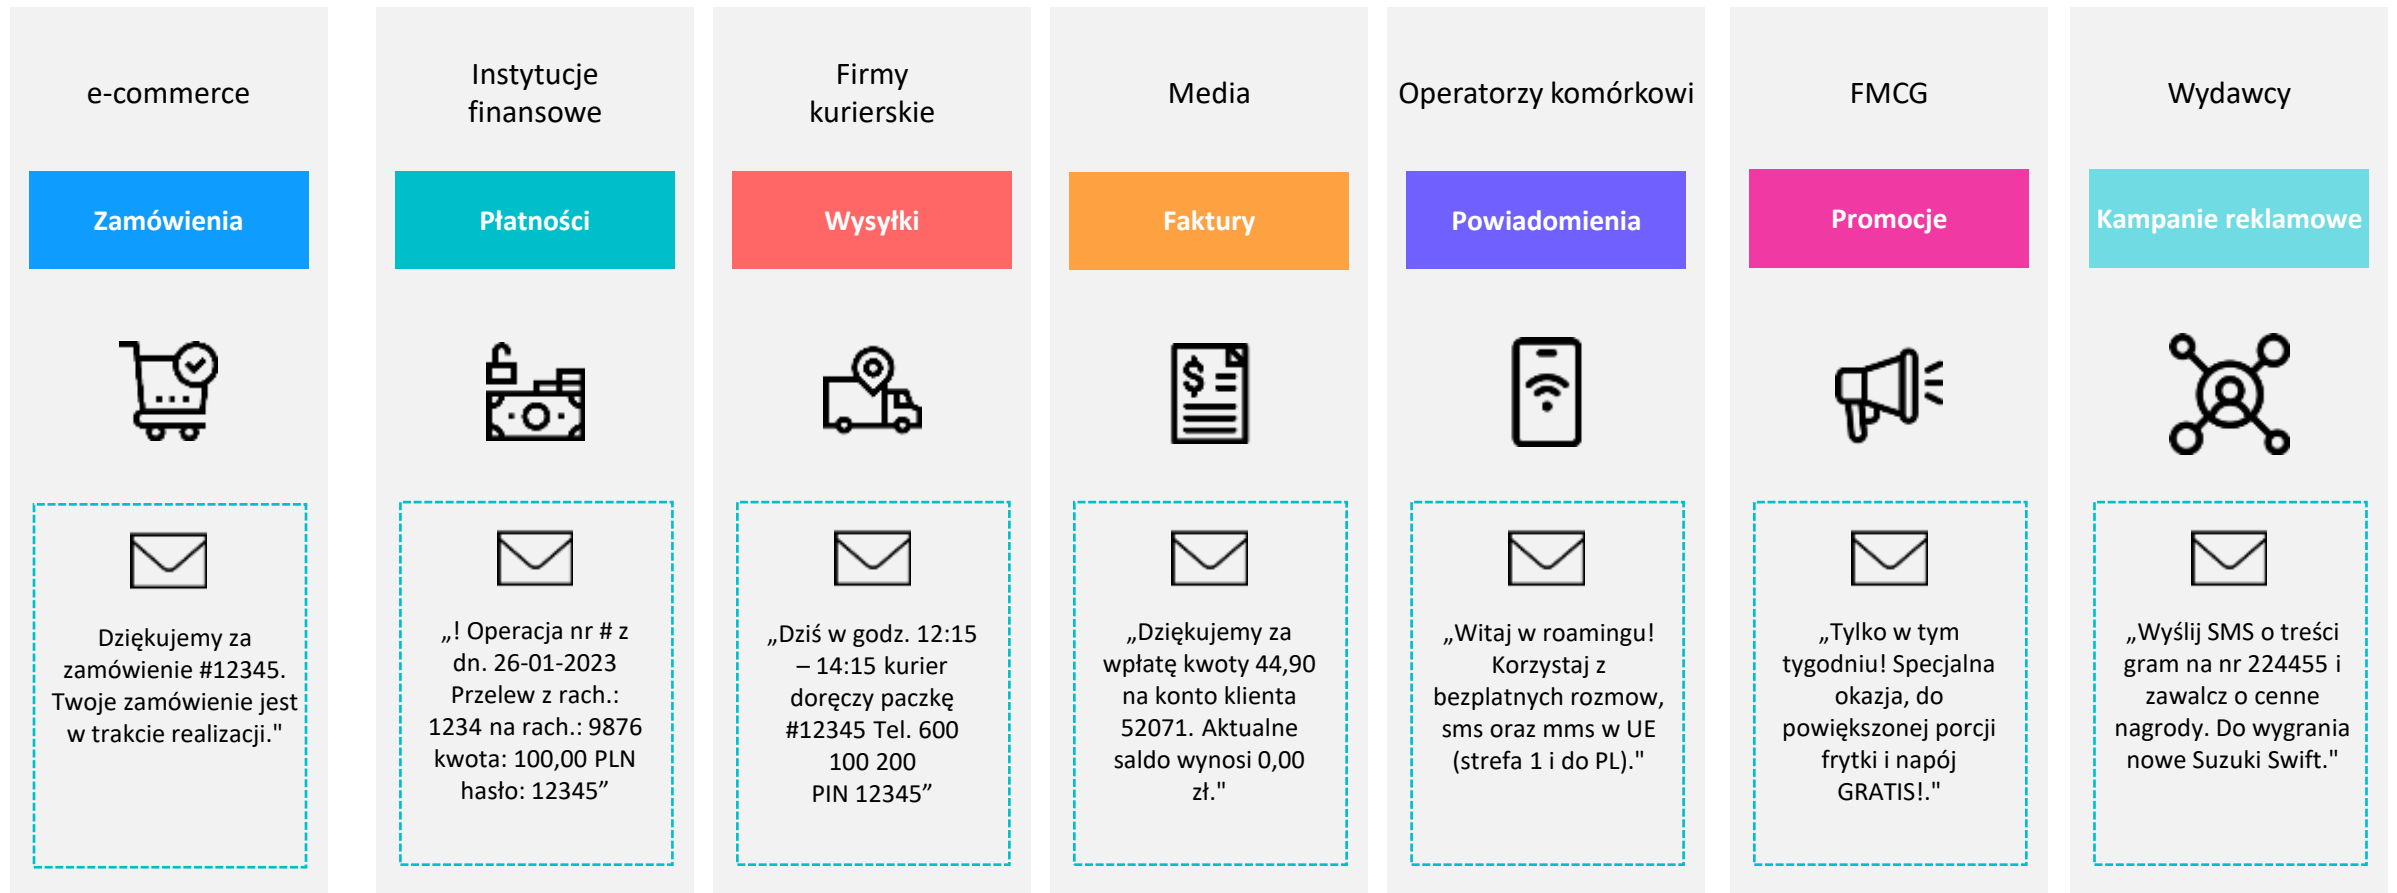 e-commerce
Zamówienia
Dziękujemy za
zamówienie #12345.
Twoje zamówienie jest
w trakcie realizacji."
Instytucje
finansowe
Płatności
„! Operacja nr # z
dn. 26-01-2023
Przelew z rach.:
1234 na rach.: 9876
kwota: 100,00 PLN
hasło: 12345”
Firmy
kurierskie
Wysyłki
„Dziś w godz. 12:15
– 14:15 kurier
doręczy paczkę
#12345 Tel. 600
100 200
PIN 12345”
Media
Faktury
„Dziękujemy za
wpłatę kwoty 44,90
na konto klienta
52071. Aktualne
saldo wynosi 0,00
zł."
Operatorzy komórkowi
Powiadomienia
„Witaj w roamingu!
Korzystaj z
bezplatnych rozmow,
sms oraz mms w UE
(strefa 1 i do PL)."
FMCG
Promocje
„Tylko w tym
tygodniu! Specjalna
okazja, do
powiększonej porcji
frytki i napój
GRATIS!."
Wydawcy
Kampanie reklamowe
„Wyślij SMS o treści
gram na nr 224455 i
zawalcz o cenne
nagrody. Do wygrania
nowe Suzuki Swift."